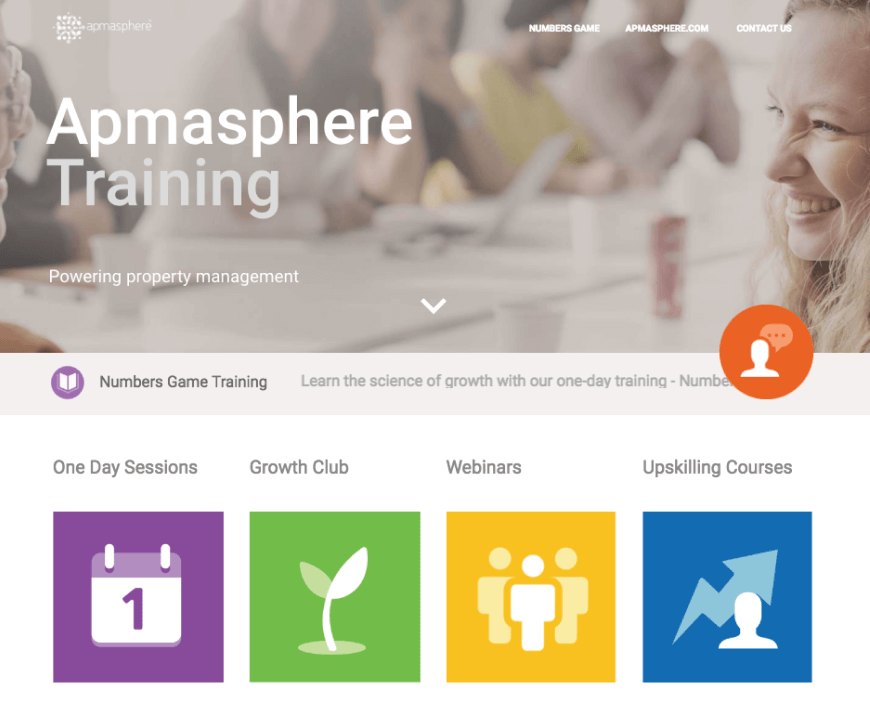 apmasphere
NUMBERS GAME APMASPHERE.COM CONTACT US
Apmasphere
Training
Powering property management
Numbers Game Training Learn the science of growth with our one-day training - Number
One Day Sessions Growth Club Webinars Upskilling Courses
1